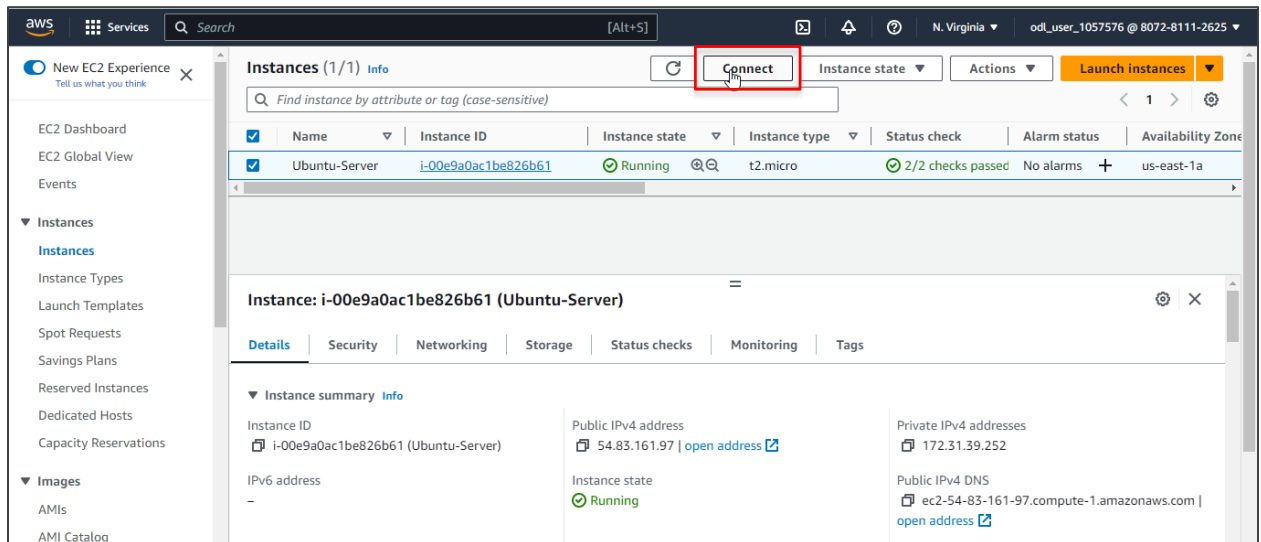 aws Services Search [Alt+S] N. Virginia ▼ odl_user_1057576 @ 8072-8111-2625 ▼
New EC2 Experience
Tell us what you think
EC2 Dashboard
EC2 Global View
Events
▼ Instances
Instances
Instance Types
Launch Templates
Spot Requests
Savings Plans
Reserved Instances
Dedicated Hosts
Capacity Reservations
▼ Images
AMIs
AMI Catalog
Instances (1/1) Info Connect Instance state ▼ Actions ▼ Launch instances ▼
Find instance by attribute or tag (case-sensitive) < 1 >
Name Instance ID Instance state Instance type Status check Alarm status Availability Zone
Ubuntu-Server i-00e9a0ac1be826b61 Running t2.micro 2/2 checks passed No alarms + us-east-1a
Instance: i-00e9a0ac1be826b61 (Ubuntu-Server)
Details Security Networking Storage Status checks Monitoring Tags
▼ Instance summary Info
Instance ID
i-00e9a0ac1be826b61 (Ubuntu-Server)
Public IPv4 address
54.83.161.97 | open address
Private IPv4 addresses
172.31.39.252
IPv6 address
–
Instance state
Running
Public IPv4 DNS
ec2-54-83-161-97.compute-1.amazonaws.com |
open address